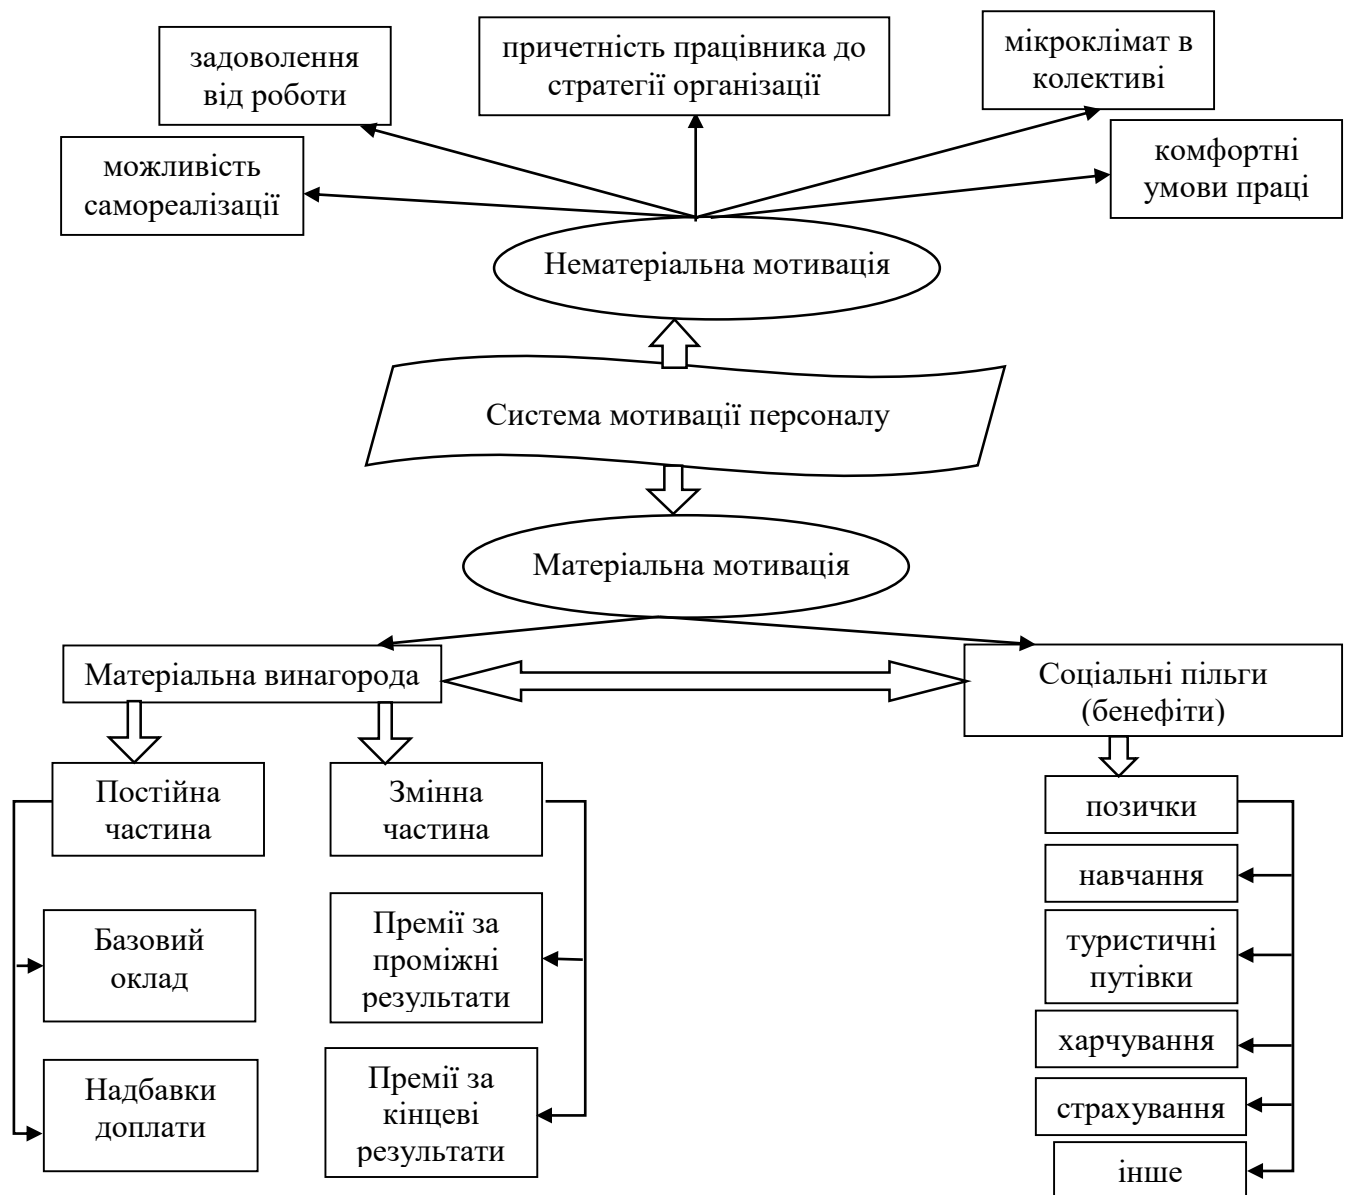 задоволення
від роботи
причетність працівника до
стратегії організації
мікроклімат в
колективі
можливість
самореалізації
комфортні
умови праці
Нематеріальна мотивація
Система мотивації персоналу
Матеріальна мотивація
Матеріальна винагорода
Соціальні пільги
(бенефіти)
Постійна
частина
Змінна
частина
Базовий
оклад
Надбавки
доплати
Премії за
проміжні
результати
Премії за
кінцеві
результати
позички
навчання
туристичні
путівки
харчування
страхування
інше